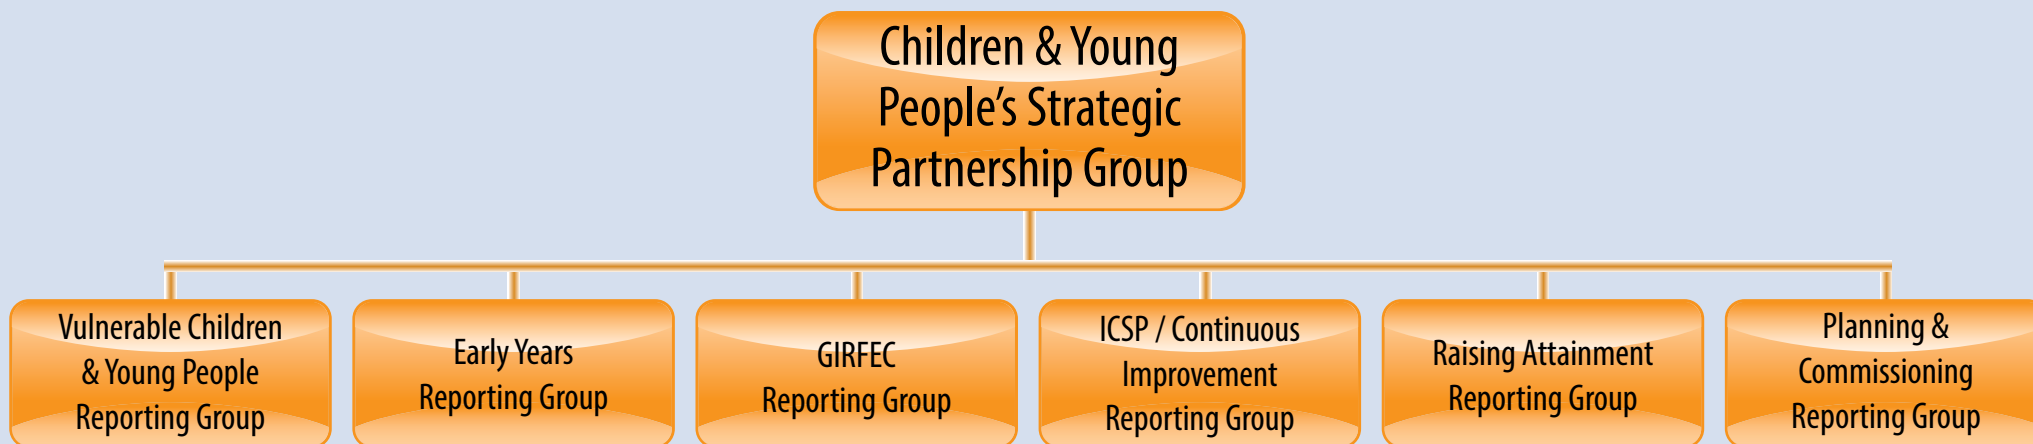 Children & Young
People’s Strategic
Partnership Group
Vulnerable Children
& Young People
Reporting Group
Early Years
Reporting Group
GIRFEC
Reporting Group
ICSP / Continuous
Improvement
Reporting Group
Raising Attainment
Reporting Group
Planning &
Commissioning
Reporting Group